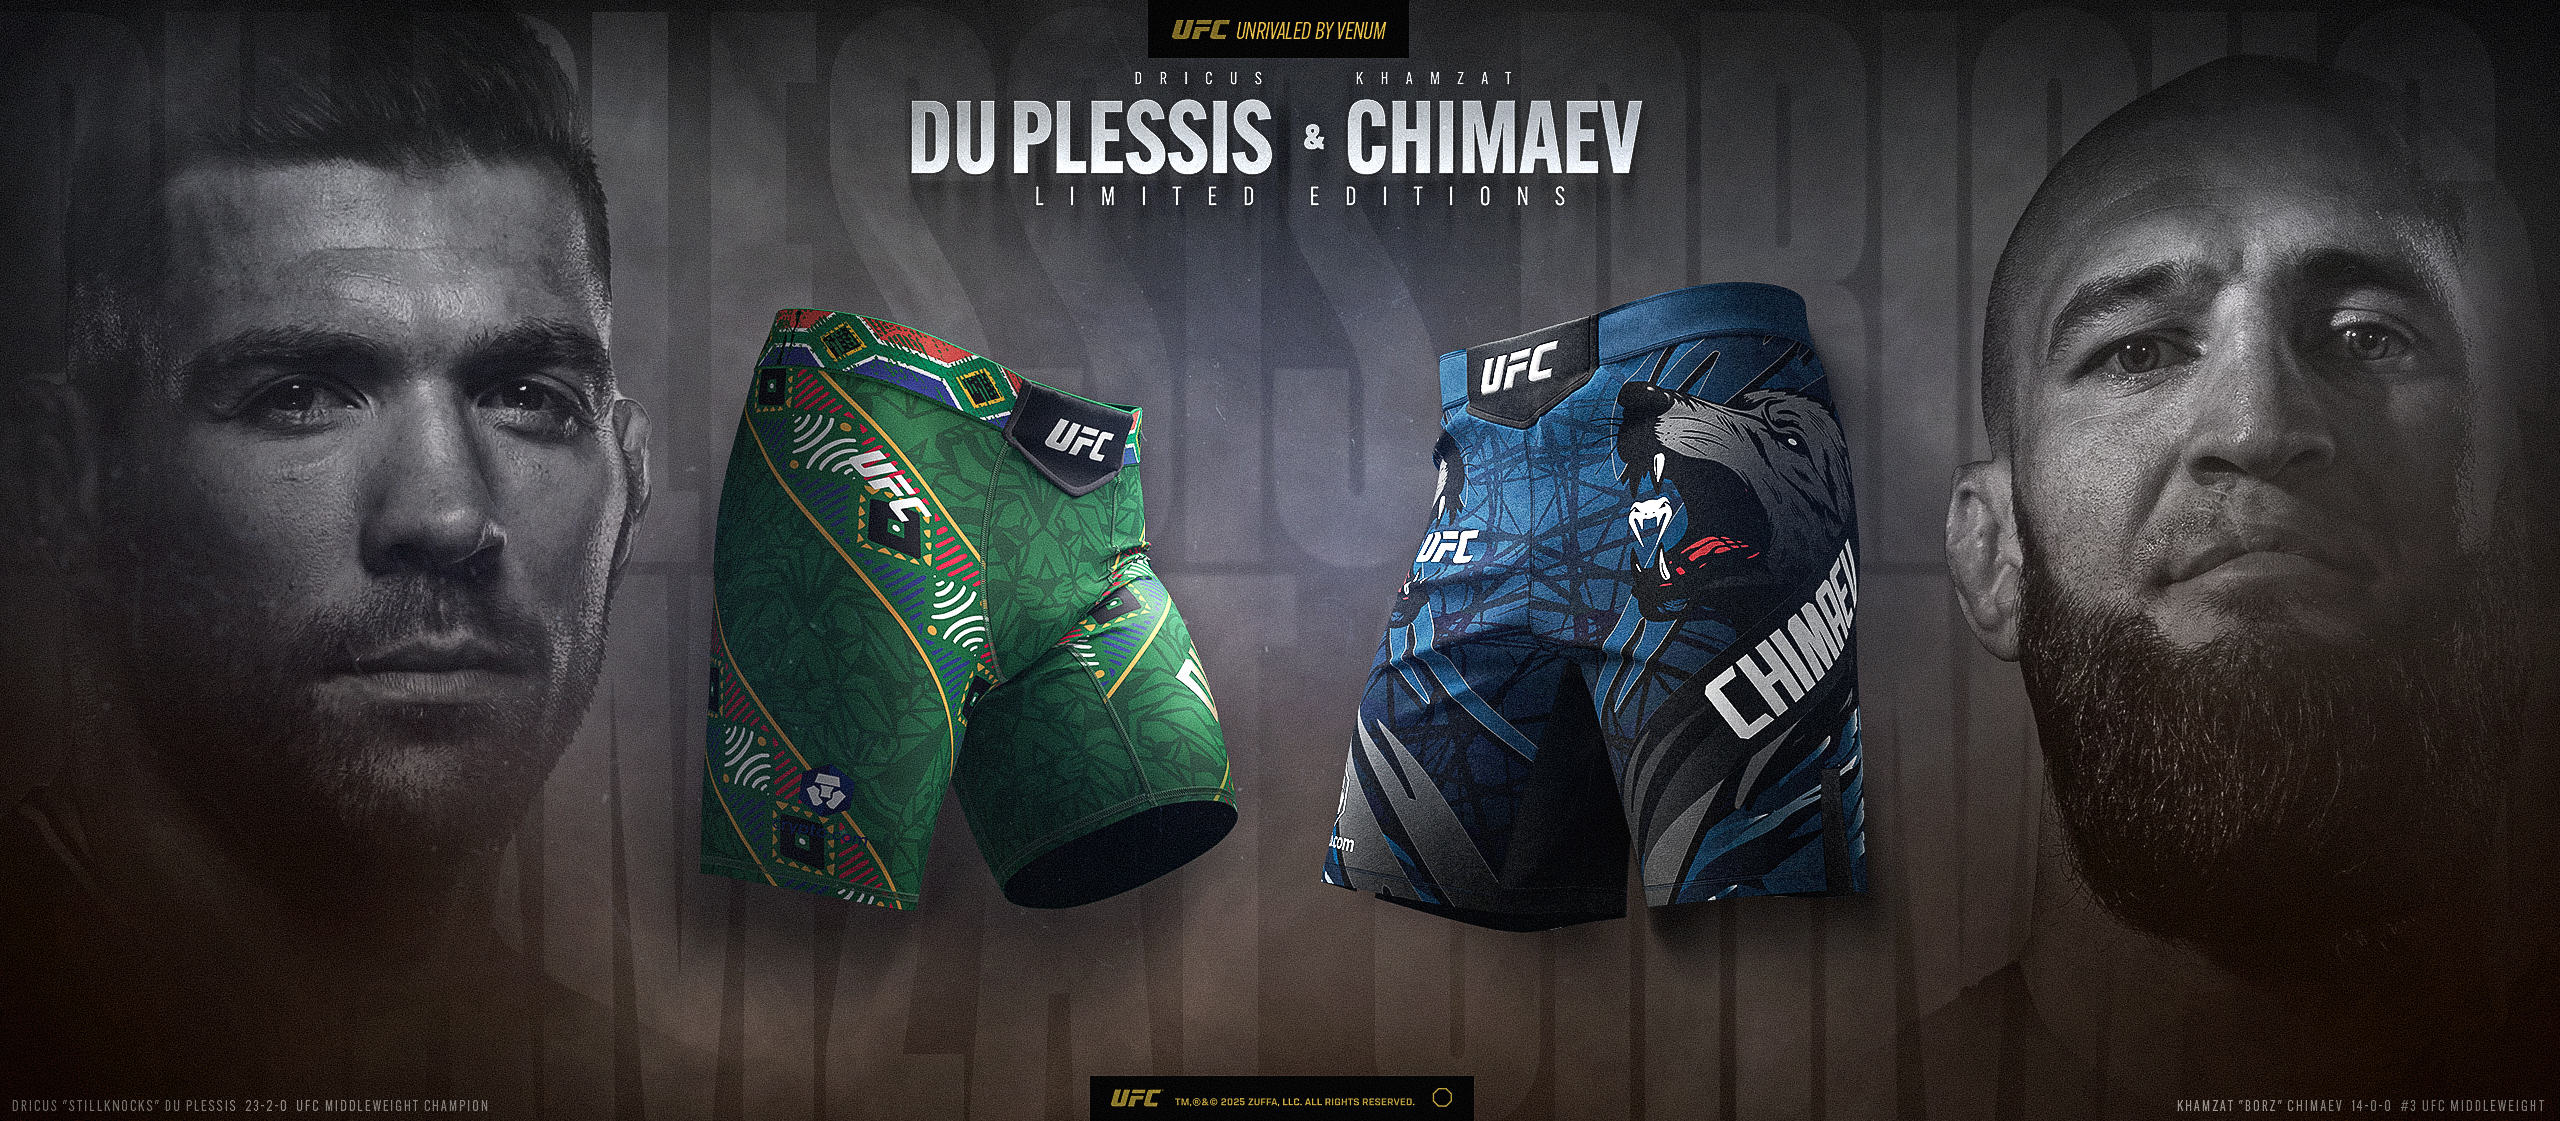 UFC UNRIVALED BY VENUM
DRICUS KHAMZAT
DU PLESSIS & CHIMAEV
LIMITED EDITIONS
UFC
UFC
UFC
UFC
CHIMAEV
.com
DRICUS "STILLKNOCKS" DU PLESSIS 23-2-0 UFC MIDDLEWEIGHT CHAMPION
UFC TM,®&© 2025 ZUFFA, LLC. ALL RIGHTS RESERVED.
KHAMZAT "BORZ" CHIMAEV 14-0-0 #3 UFC MIDDLEWEIGHT